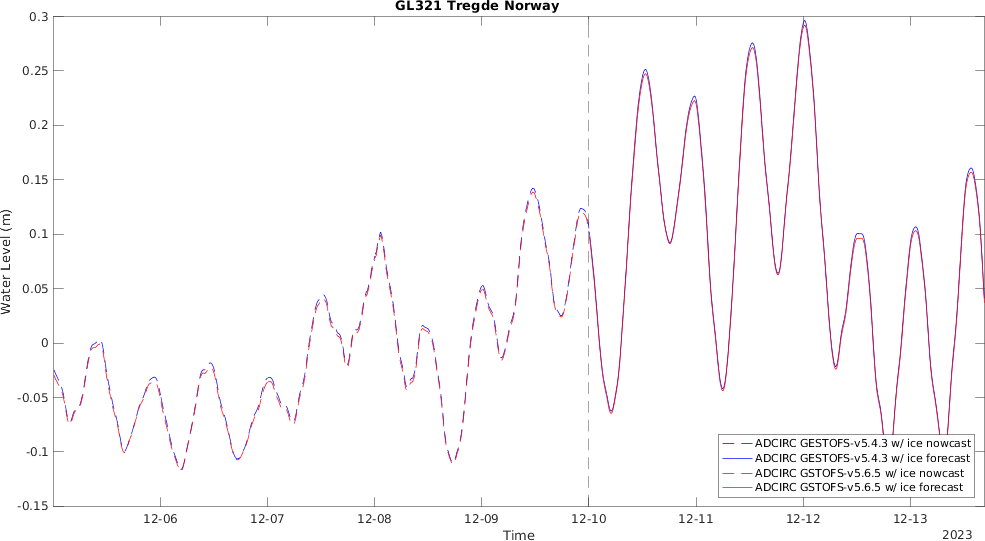 GL321 Tregde Norway
0.3
0.25
0.2
0.15
0.1
0.05
0
-0.05
-0.1
-0.15
Water Level (m)
12-06 12-07 12-08 12-09 12-10 12-11 12-12 12-13
Time
2023
ADCIRC GESTOFS-v5.4.3 w/ ice nowcast
ADCIRC GESTOFS-v5.4.3 w/ ice forecast
ADCIRC GSTOFS-v5.6.5 w/ ice nowcast
ADCIRC GSTOFS-v5.6.5 w/ ice forecast